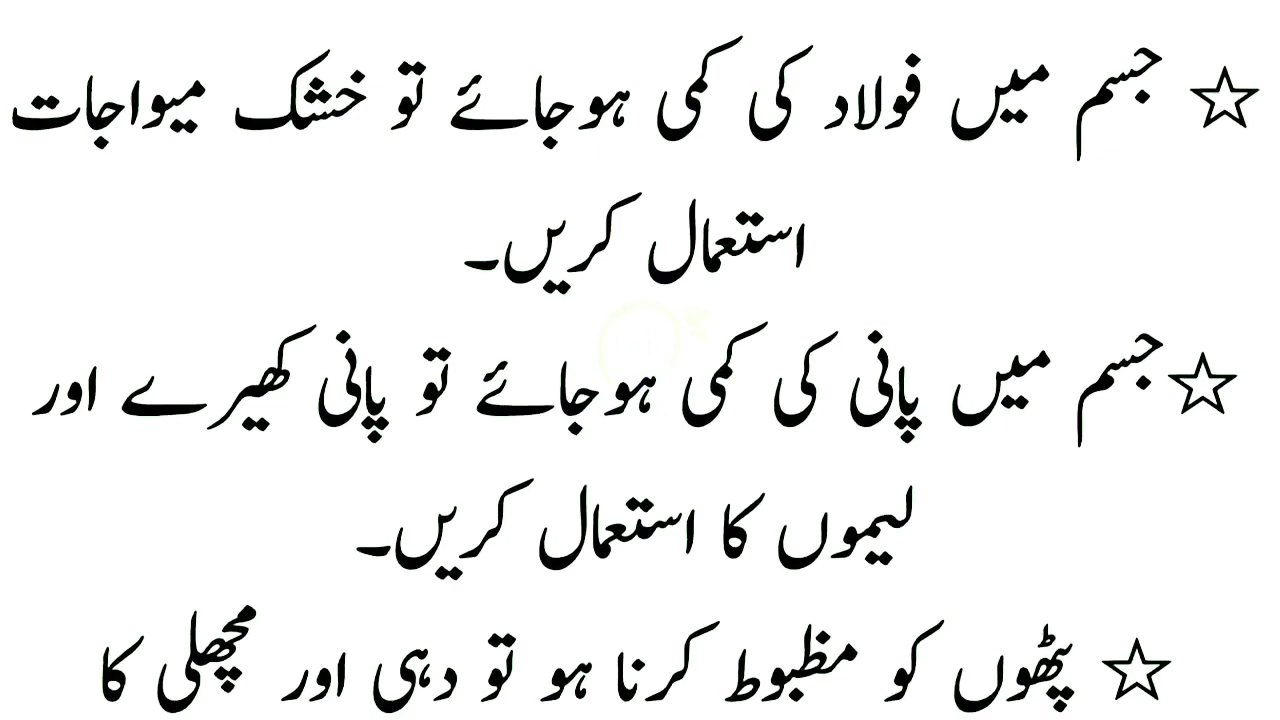 ☆ جسم میں فولاد کی کمی ہوجائے تو خشک میواجات
استعمال کریں۔
☆جسم میں پانی کی کمی ہوجائے تو پانی کھیرے اور
لیموں کا استعمال کریں۔
☆ پٹھوں کو مظبوط کرنا ہو تو دہی اور مچھلی کا